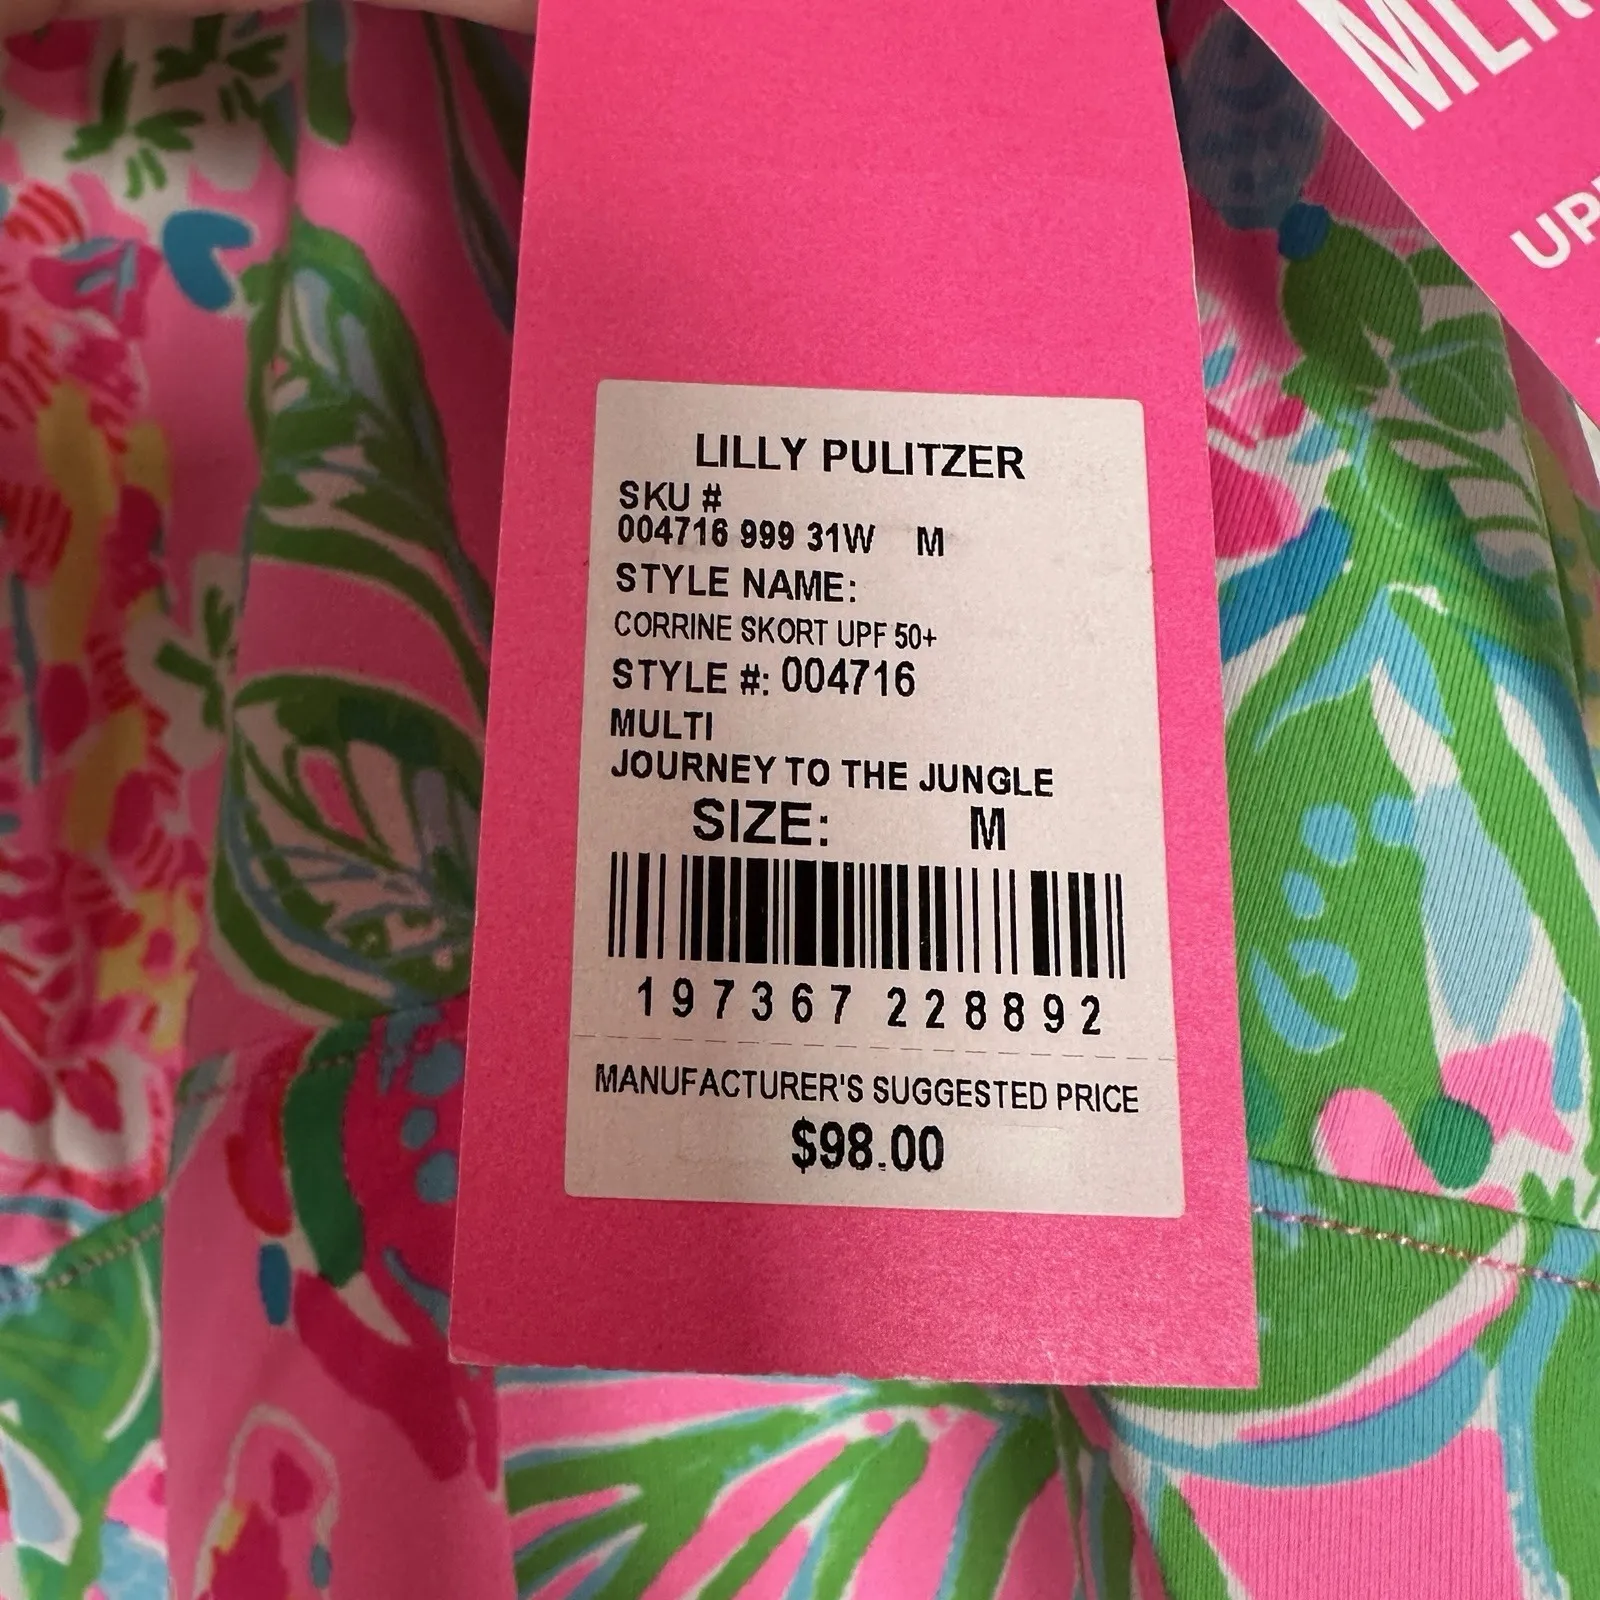 LILLY PULITZER
SKU #
004716 999 31W M
STYLE NAME:
CORRINE SKORT UPF 50+
STYLE #: 004716
MULTI
JOURNEY TO THE JUNGLE
SIZE: M
197367 228892
MANUFACTURER'S SUGGESTED PRICE
$98.00